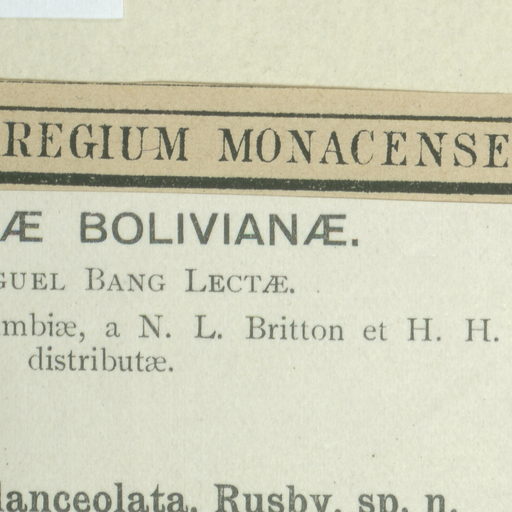 REGIUM MONACENSE
Æ BOLIVIANÆ.
GUEL BANG LECTÆ.
mbiæ, a N. L. Britton et H. H.
distributæ.
lanceolata, Rusby, sp. n.